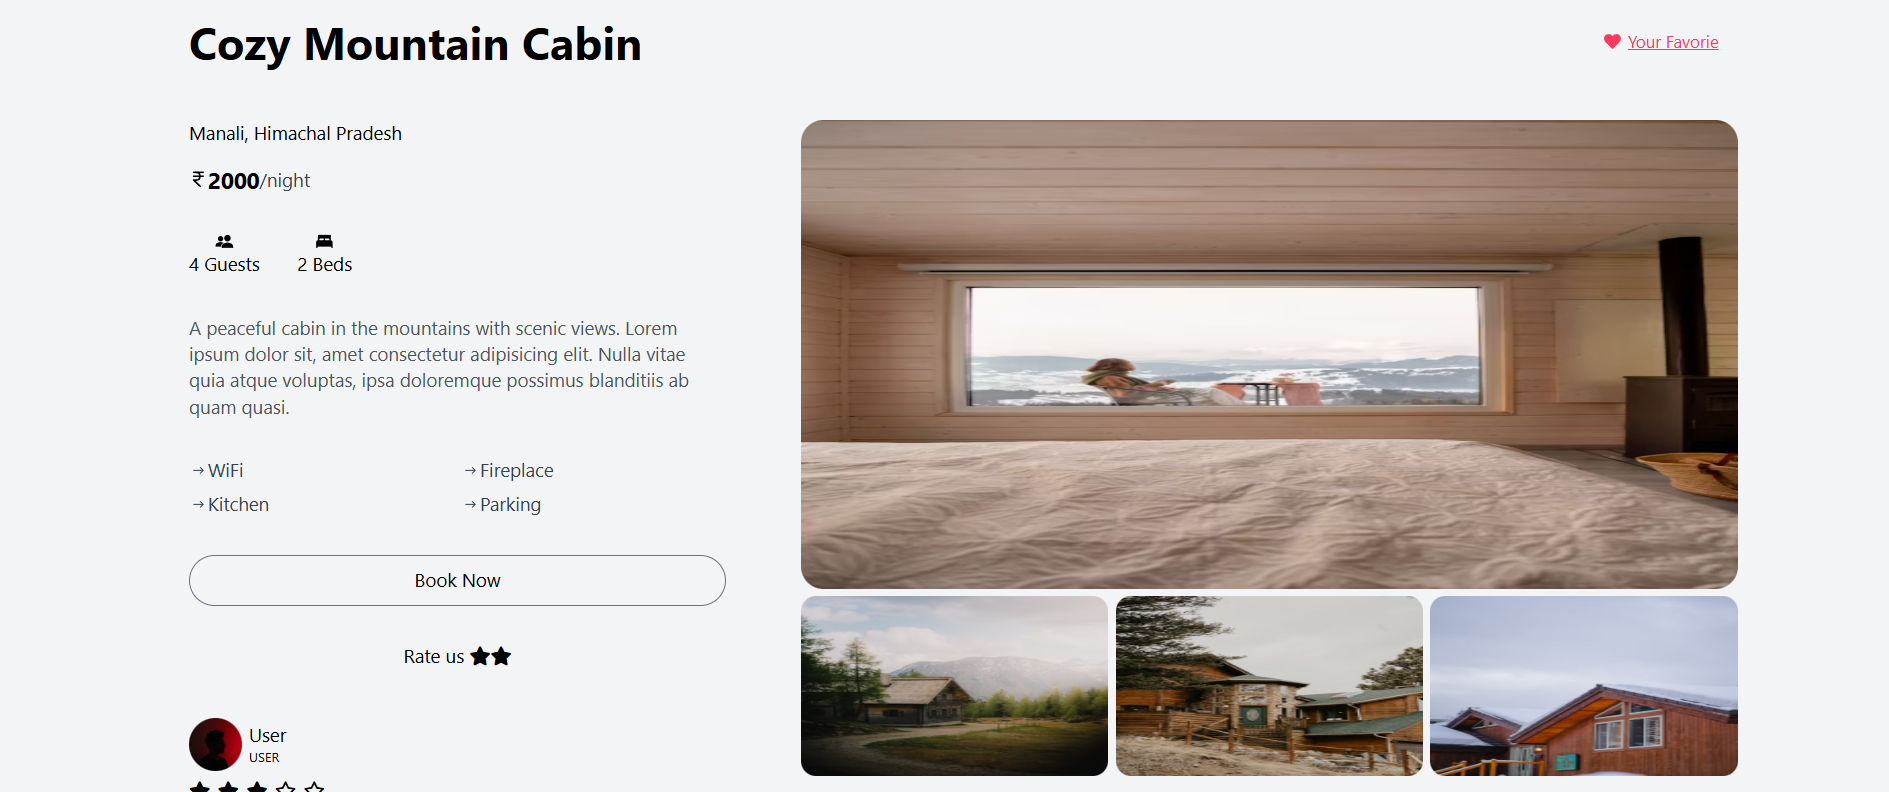 Cozy Mountain Cabin
Your Favorie
Manali, Himachal Pradesh
₹2000/night
4 Guests
2 Beds
A peaceful cabin in the mountains with scenic views. Lorem
ipsum dolor sit, amet consectetur adipisicing elit. Nulla vitae
quia atque voluptas, ipsa doloremque possimus blanditiis ab
quam quasi.
→WiFi
→Fireplace
→Kitchen
→Parking
Book Now
Rate us
User
USER